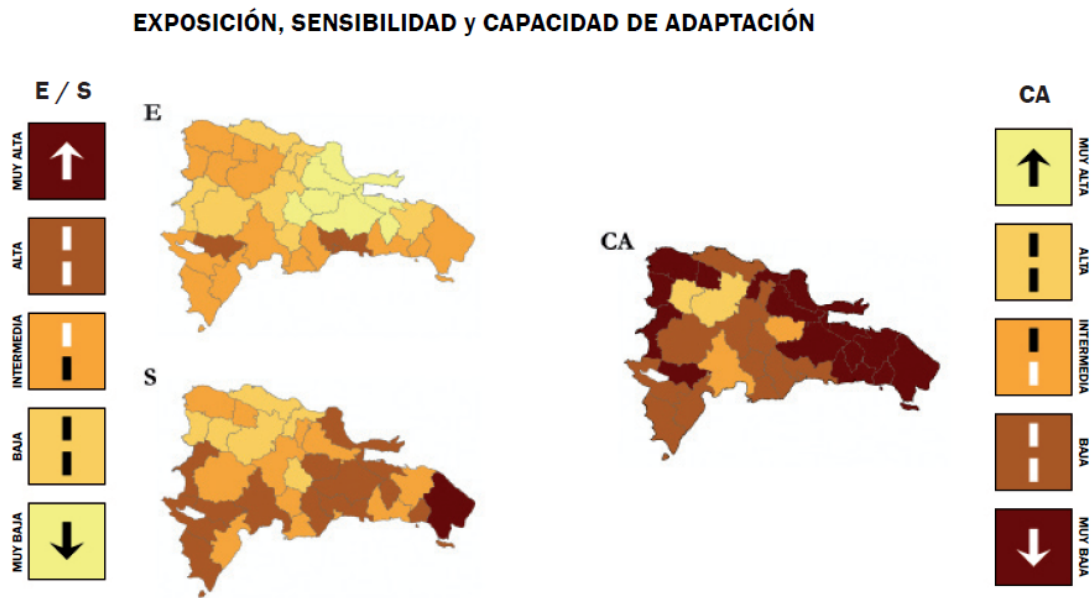 EXPOSICIÓN, SENSIBILIDAD y CAPACIDAD DE ADAPTACIÓN
E / S
MUY ALTA
ALTA
INTERMEDIA
BAJA
MUY BAJA
E
S
CA
CA
MUY ALTA
ALTA
INTERMEDIA
BAJA
MUY BAJA